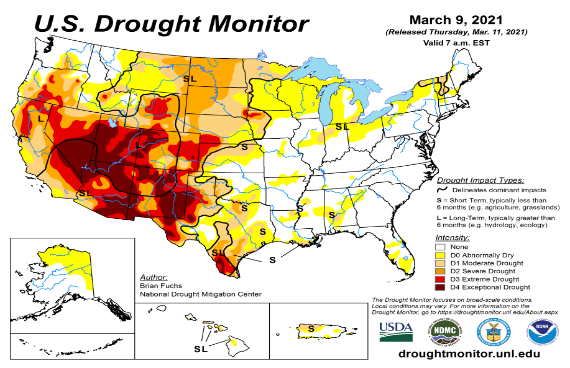 U.S. Drought Monitor
March 9, 2021
(Released Thursday, Mar. 11, 2021)
Valid 7 a.m. EST
SL
L
L
S
SL
SL
S
S
S
S
S
SL
S
SL
S
Drought Impact Types:
Delineates dominant impacts
S = Short-Term, typically less than
6 months (e.g. agriculture, grasslands)
L = Long-Term, typically greater than
6 months (e.g. hydrology, ecology)
Intensity:
None
D0 Abnormally Dry
D1 Moderate Drought
D2 Severe Drought
D3 Extreme Drought
D4 Exceptional Drought
Author:
Brian Fuchs
National Drought Mitigation Center
The Drought Monitor focuses on broad-scale conditions.
Local conditions may vary. For more information on the
Drought Monitor, go to https://droughtmonitor.unl.edu/About.aspx
USDA
NDMC
NOAA
droughtmonitor.unl.edu